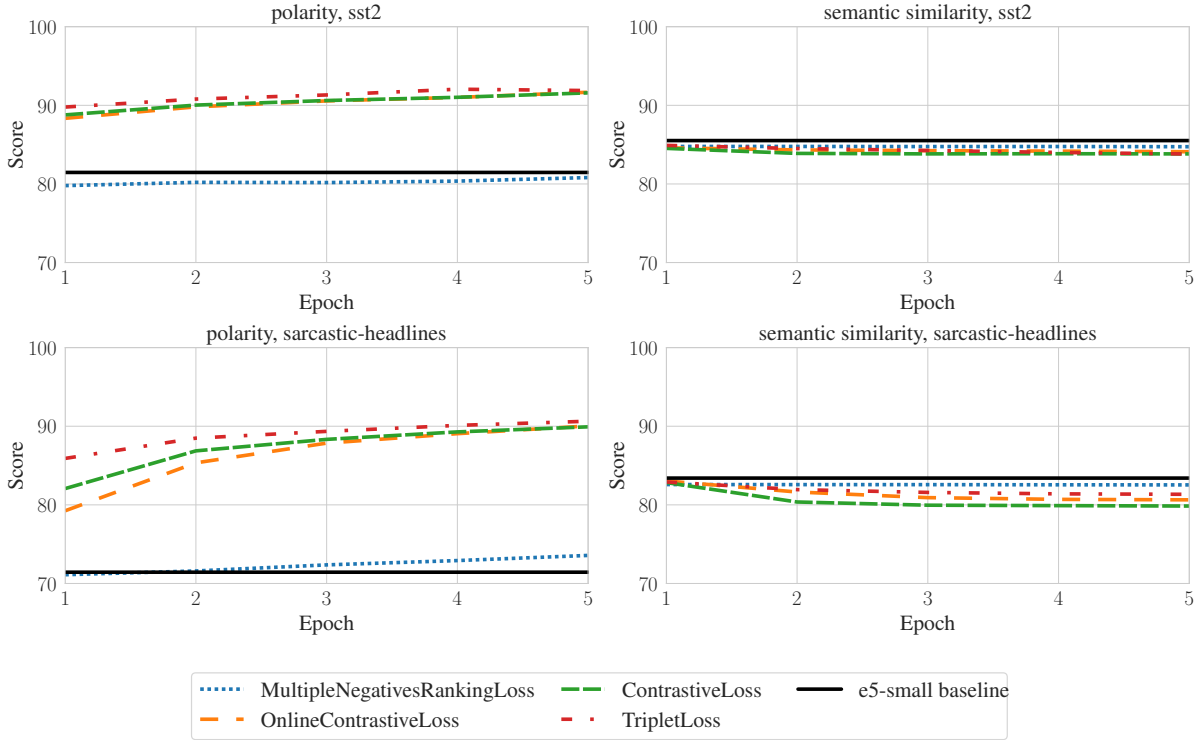 polarity, sst2
100
90
80
70
Score
1 2 3 4 5
Epoch
semantic similarity, sst2
100
90
80
70
Score
1 2 3 4 5
Epoch
polarity, sarcastic-headlines
100
90
80
70
Score
1 2 3 4 5
Epoch
semantic similarity, sarcastic-headlines
100
90
80
70
Score
1 2 3 4 5
Epoch
MultipleNegativesRankingLoss
OnlineContrastiveLoss
ContrastiveLoss
TripletLoss
e5-small baseline